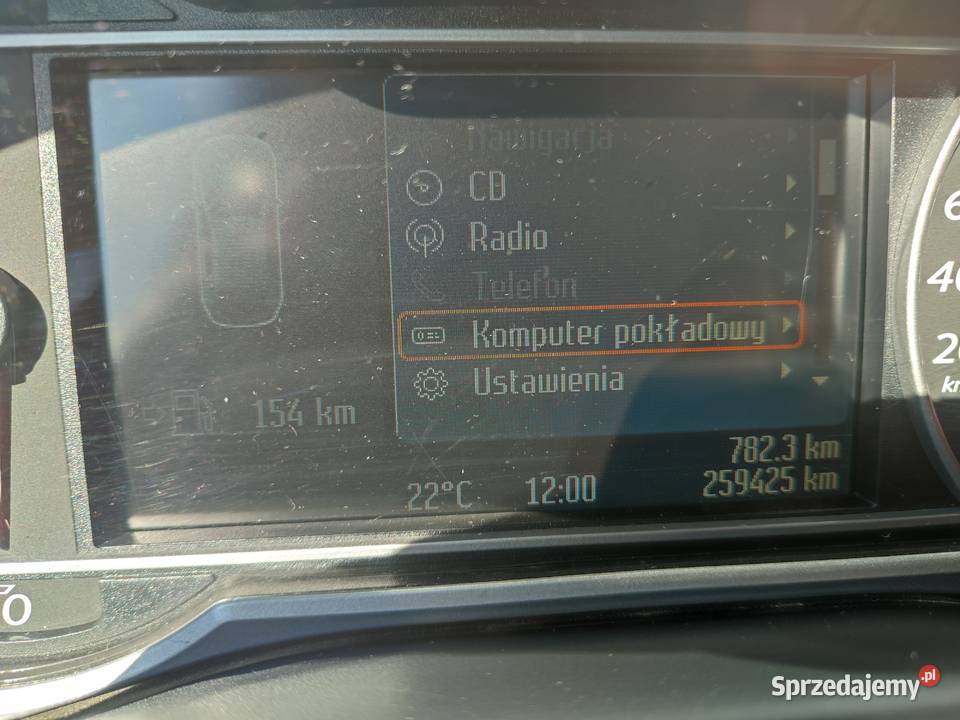 Nawigacja
CD
Radio
Telefon
Komputer pokładowy
Ustawienia
154 km
782.3 km
22°C 12:00 259425 km
Sprzedajemy.pl